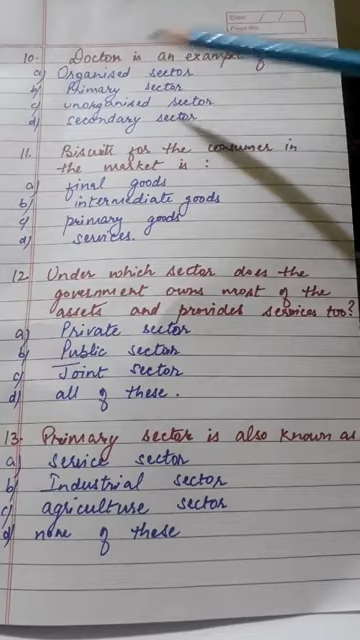 Date / /
Page No.
10. Doctor is an example of
a) Organised sector
b) Primary sector
c) unorganised sector
d) secondary sector
11. Biscuits for the consumer in
the market is :
a) final goods
b) intermediate goods
c) primary goods
d) services.
12. Under which sector does the
government owns most of the
assets and provides services too?
a) Private sector
b) Public sector
c) Joint sector
d) all of these.
13. Primary sector is also known as
a) service sector
b) Industrial sector
c) agriculture sector
d) none of these